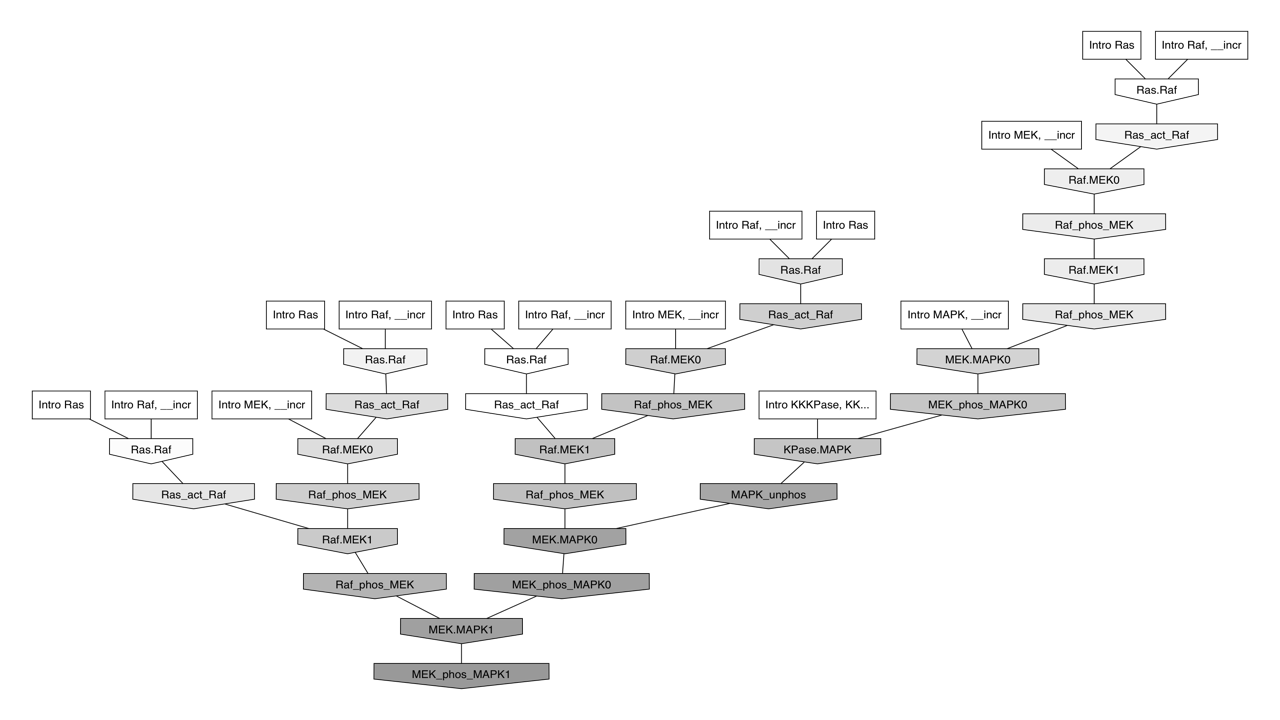 Intro Ras
Intro Raf, __incr
Ras.Raf
Intro MEK, __incr
Ras_act_Raf
Raf.MEK0
Intro Raf, __incr
Intro Ras
Raf_phos_MEK
Ras.Raf
Raf.MEK1
Intro Ras
Intro Raf, __incr
Intro Ras
Intro Raf, __incr
Intro MEK, __incr
Ras_act_Raf
Intro MAPK, __incr
Raf_phos_MEK
Ras.Raf
Ras.Raf
Raf.MEK0
MEK.MAPK0
Intro Ras
Intro Raf, __incr
Intro MEK, __incr
Ras_act_Raf
Ras_act_Raf
Raf_phos_MEK
Intro KKKPase, KK...
MEK_phos_MAPK0
Ras.Raf
Raf.MEK0
Raf.MEK1
KPase.MAPK
Ras_act_Raf
Raf_phos_MEK
Raf_phos_MEK
MAPK_unphos
Raf.MEK1
MEK.MAPK0
Raf_phos_MEK
MEK_phos_MAPK0
MEK.MAPK1
MEK_phos_MAPK1